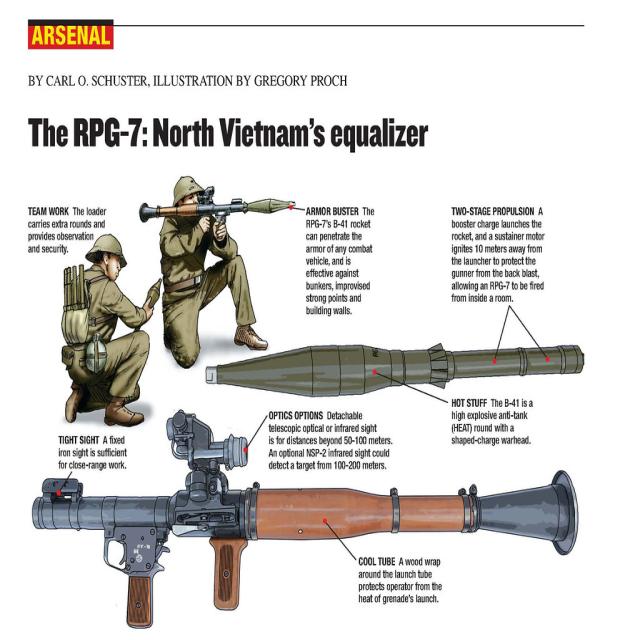 ARSENAL
BY CARL O. SCHUSTER, ILLUSTRATION BY GREGORY PROCH
The RPG-7: North Vietnam's equalizer
TEAM WORK The loader
carries extra rounds and
provides observation
and security.
ARMOR BUSTER The
RPG-7's B-41 rocket
can penetrate the
armor of any combat
vehicle, and is
effective against
bunkers, improvised
strong points and
building walls.
TWO-STAGE PROPULSION A
booster charge launches the
rocket, and a sustainer motor
ignites 10 meters away from
the launcher to protect the
gunner from the back blast,
allowing an RPG-7 to be fired
from inside a room.
HOT STUFF The B-41 is a
high explosive anti-tank
(HEAT) round with a
shaped-charge warhead.
OPTICS OPTIONS Detachable
telescopic optical or infrared sight
is for distances beyond 50-100 meters.
An optional NSP-2 infrared sight could
detect a target from 100-200 meters.
TIGHT SIGHT A fixed
iron sight is sufficient
for close-range work.
COOL TUBE A wood wrap
around the launch tube
protects operator from the
heat of grenade's launch.